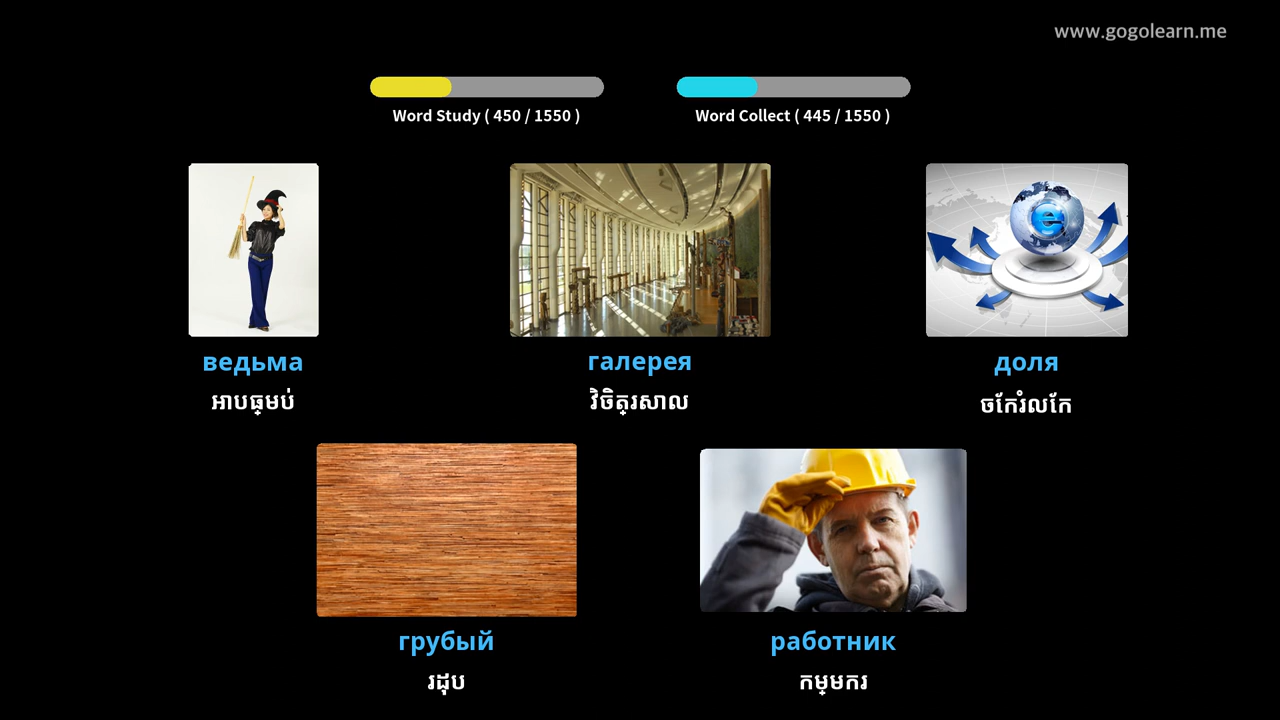 www.gogolearn.me
Word Study ( 450 / 1550 )
Word Collect ( 445 / 1550 )
ведьма
អាបធ្មប់
галерея
វិចិត្រសាល
доля
ចែករំលែក
грубый
រដុប
работник
កម្មករ